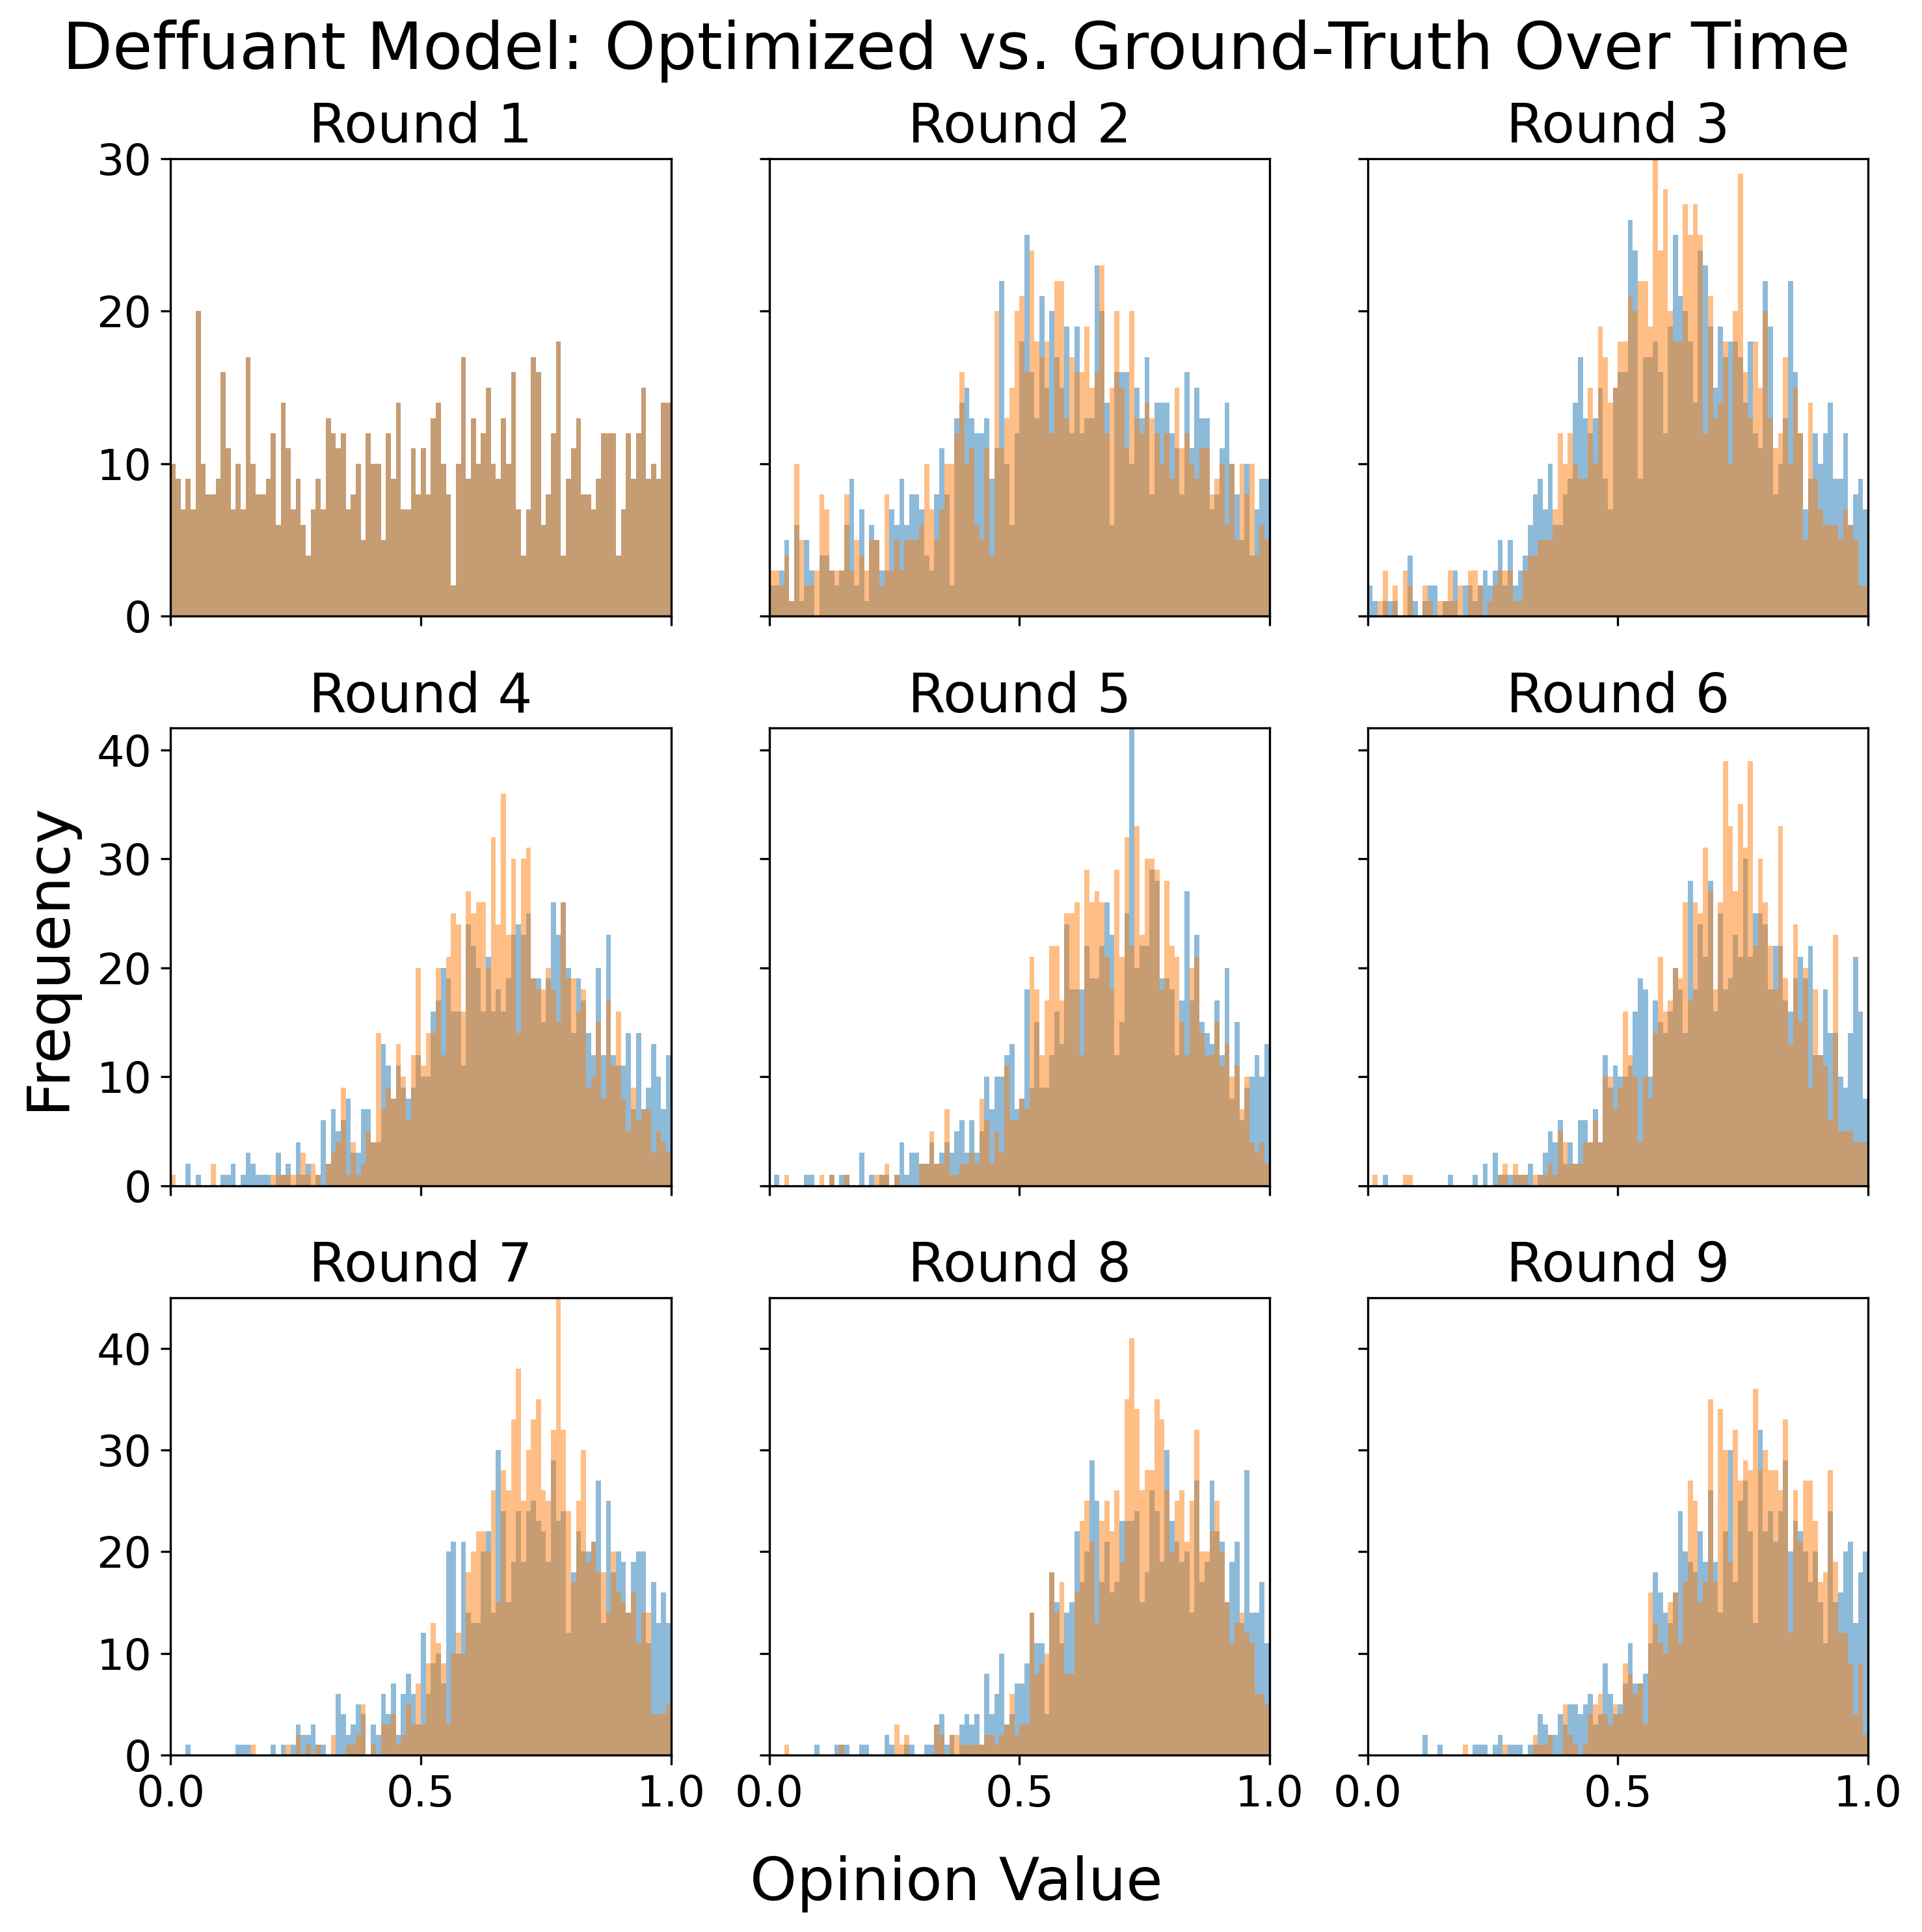 Deffuant Model: Optimized vs. Ground-Truth Over Time
Round 1
Round 2
Round 3
30
20
10
0
Round 4
Round 5
Round 6
40
30
20
10
0
Frequency
Round 7
Round 8
Round 9
40
30
20
10
0
0.0 0.5 1.0 0.0 0.5 1.0 0.0 0.5 1.0
Opinion Value